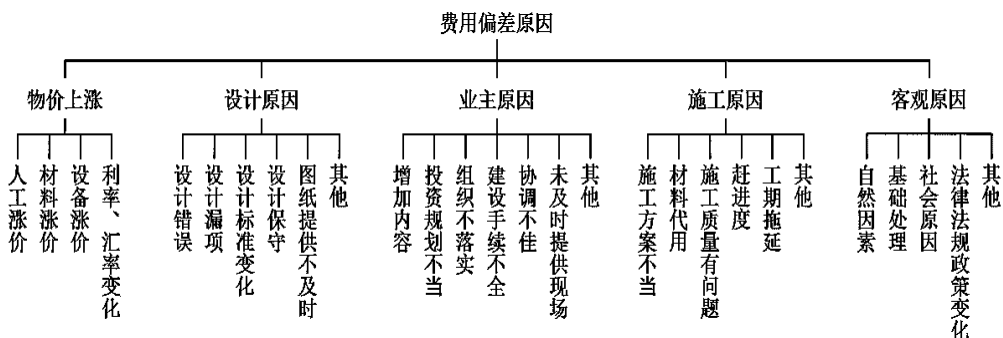 费用偏差原因
物价上涨
设计原因
业主原因
施工原因
客观原因
人工涨价
材料涨价
设备涨价
利率、汇率变化
设计错误
设计漏项
设计标准变化
设计保守
图纸提供不及时
其他
增加内容
投资规划不当
组织不落实
建设手续不全
协调不佳
未及时提供现场
其他
施工方案不当
材料代用
施工质量有问题
赶进度
工期拖延
其他
自然因素
基础处理
社会原因
法律法规政策变化
其他